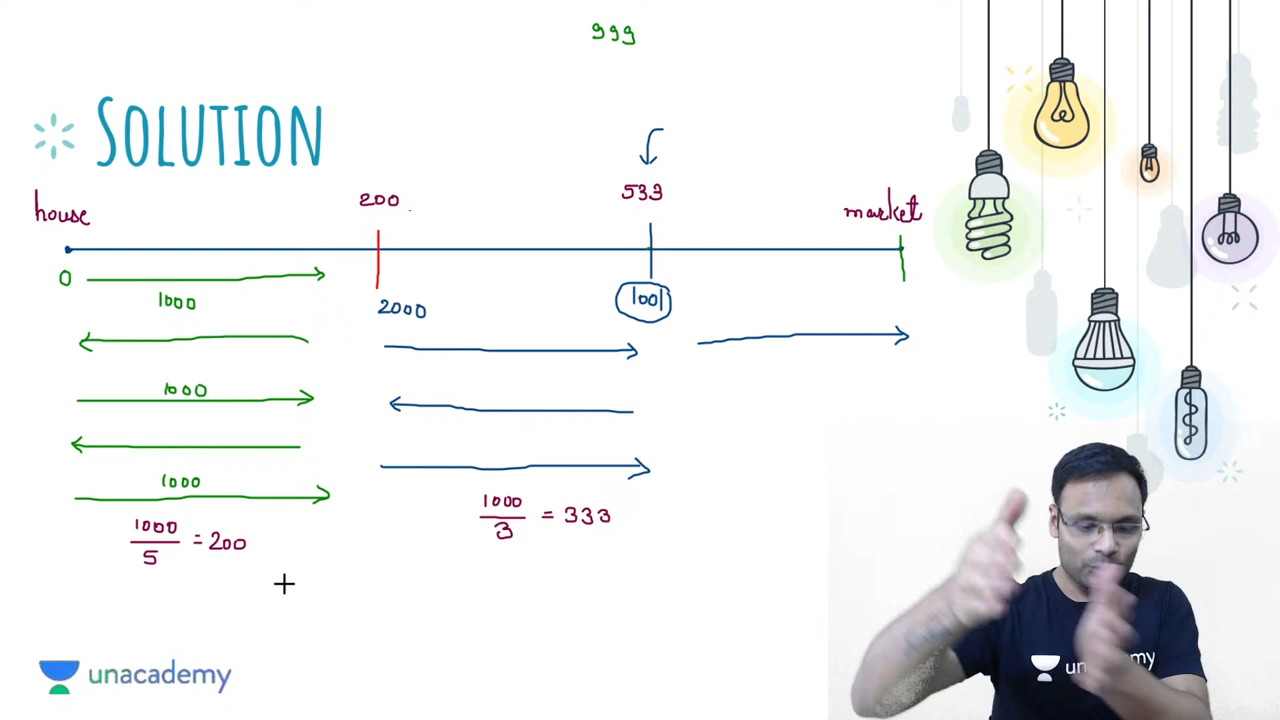 999
SOLUTION
house
200
533
market
0
1000
2000
1001
1000
1000
1000/5 = 200
1000/3 = 333
unacademy
unacademy